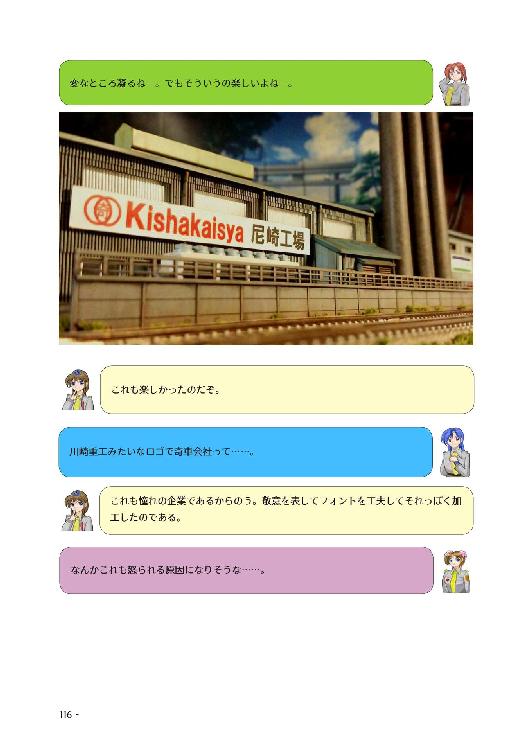 変なところ凝るねー。でもそういうの楽しいよねー。
奇 Kishakaisya 尼崎工場
これも楽しかったのだぞ。
川崎重工みたいなロゴで奇車会社って……。
これも憧れの企業であるからのう。敬意を表してフォントを工夫してそれっぽく加
工したのである。
なんかこれも怒られる原因になりそうな……。
116 -